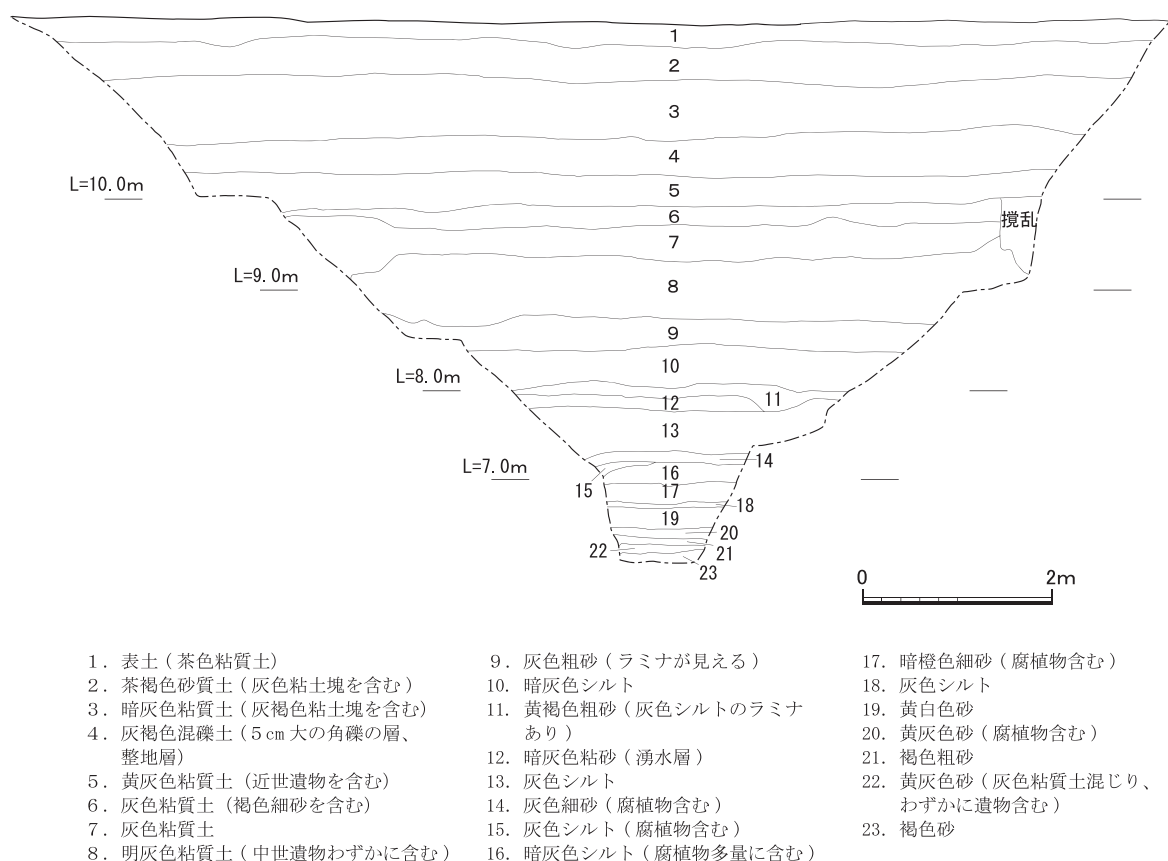 1
2
3
4
L=10.0m
5
6
撹乱
7
L=9.0m
8
9
10
L=8.0m
11
12
13
14
L=7.0m
16
15
17
18
19
20
22
21
23
0 2m
1．表土(茶色粘質土)
2．茶褐色砂質土(灰色粘土塊を含む)
3．暗灰色粘質土(灰褐色粘土塊を含む)
4．灰褐色混礫土(5㎝大の角礫の層、
整地層)
5．黄灰色粘質土(近世遺物を含む)
6．灰色粘質土(褐色細砂を含む)
7．灰色粘質土
8．明灰色粘質土(中世遺物わずかに含む)
9．灰色粗砂(ラミナが見える)
10．暗灰色シルト
11．黄褐色粗砂(灰色シルトのラミナ
あり)
12．暗灰色粘砂(湧水層)
13．灰色シルト
14．灰色細砂(腐植物含む)
15．灰色シルト(腐植物含む)
16．暗灰色シルト(腐植物多量に含む)
17．暗橙色細砂(腐植物含む)
18．灰色シルト
19．黄白色砂
20．黄灰色砂(腐植物含む)
21．褐色粗砂
22．黄灰色砂(灰色粘質土混じり、
わずかに遺物含む)
23．褐色砂